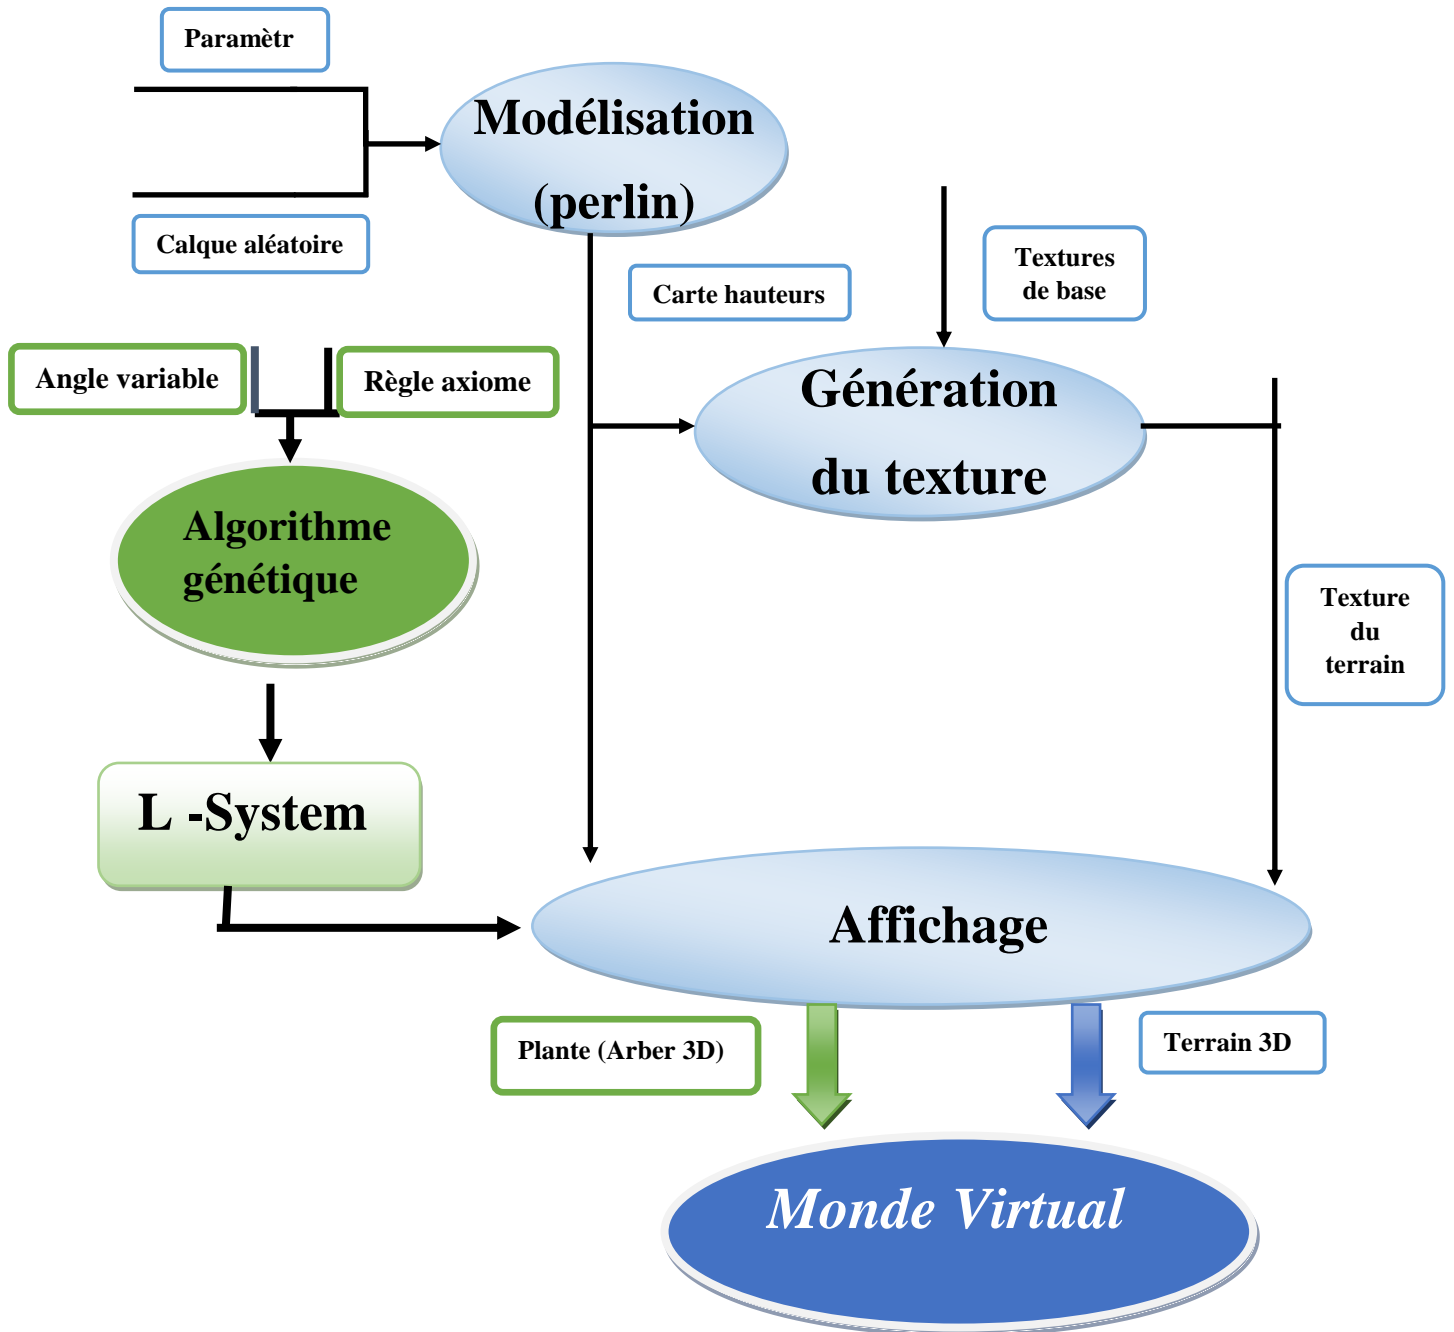 Paramètr
Modélisation
(perlin)
Calque aléatoire
Carte hauteurs
Textures
de base
Angle variable
Règle axiome
Génération
du texture
Algorithme
génétique
Texture
du
terrain
L -System
Affichage
Plante (Arber 3D)
Terrain 3D
Monde Virtual